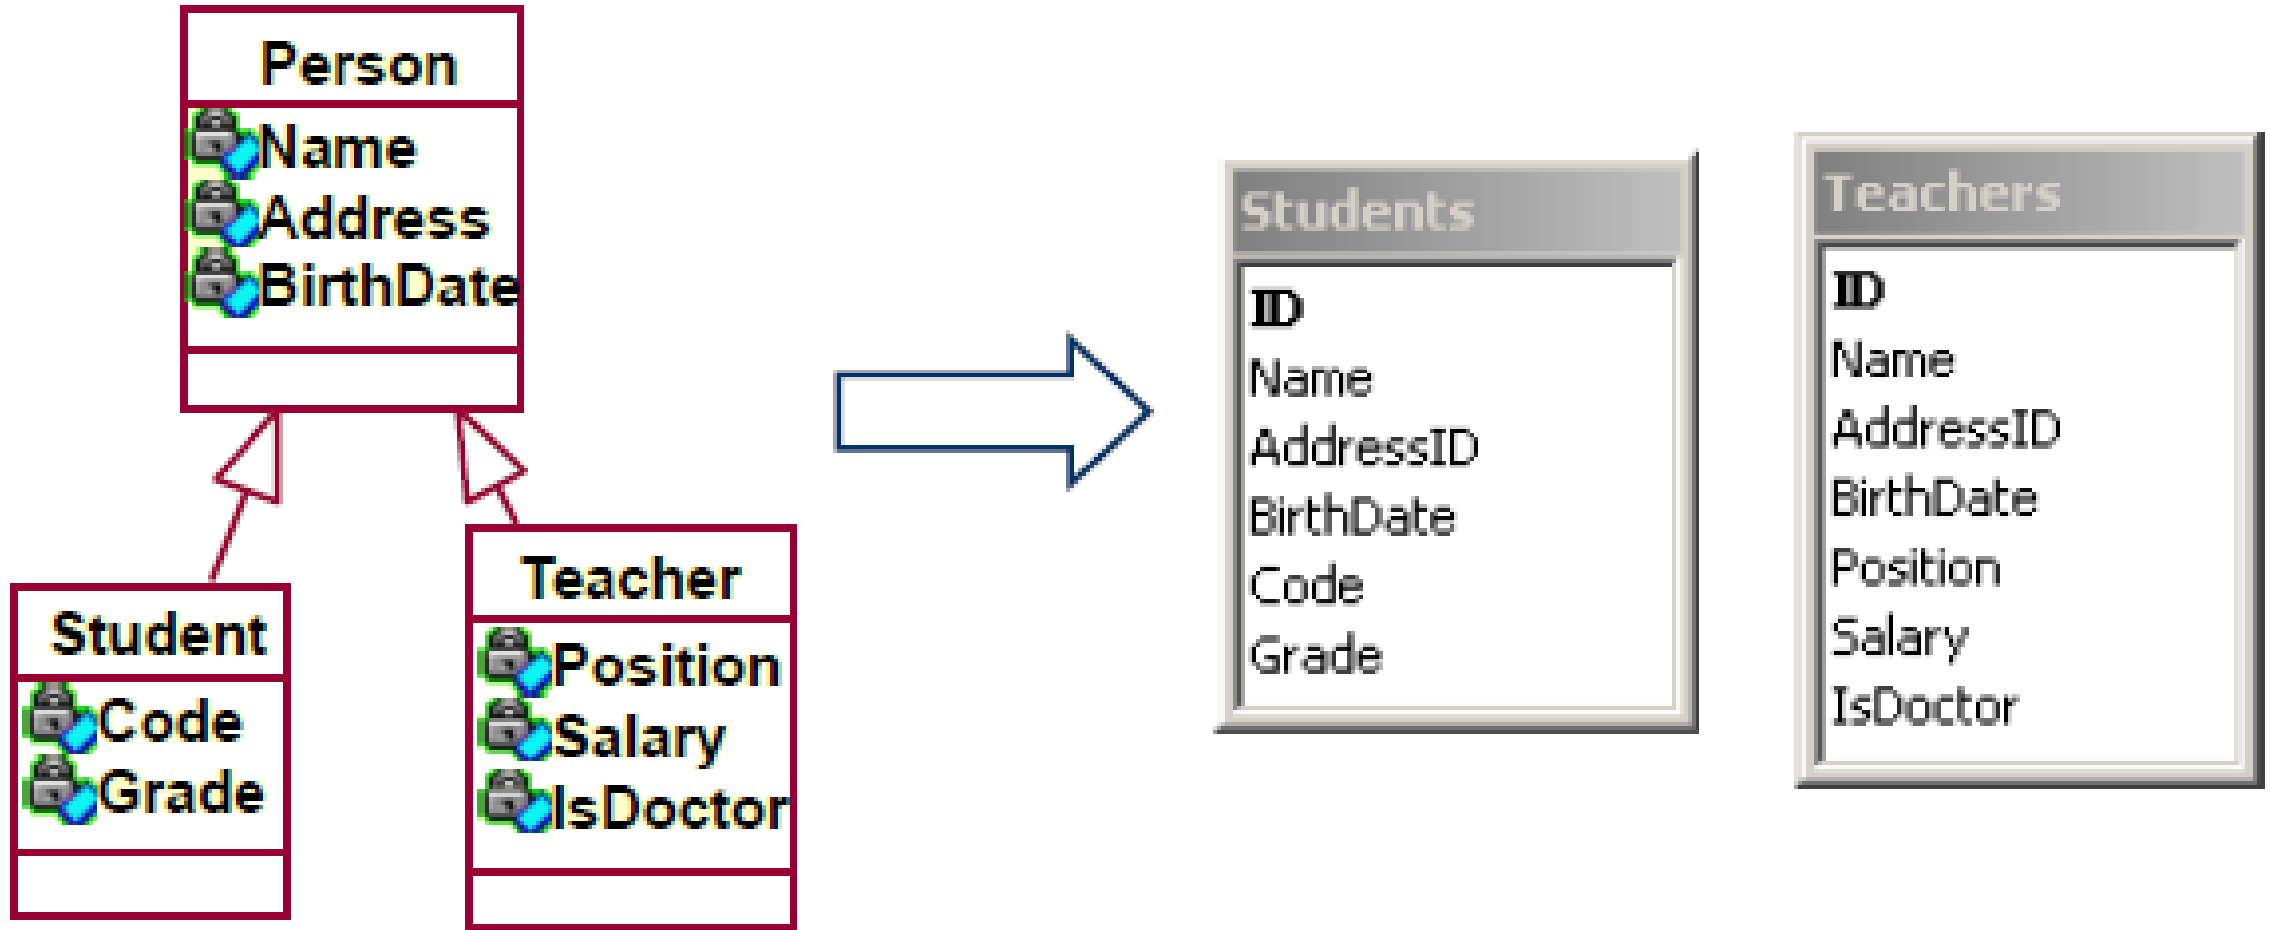 Person
Name
Address
BirthDate
Student
Code
Grade
Teacher
Position
Salary
IsDoctor
Students
ID
Name
AddressID
BirthDate
Code
Grade
Teachers
ID
Name
AddressID
BirthDate
Position
Salary
IsDoctor